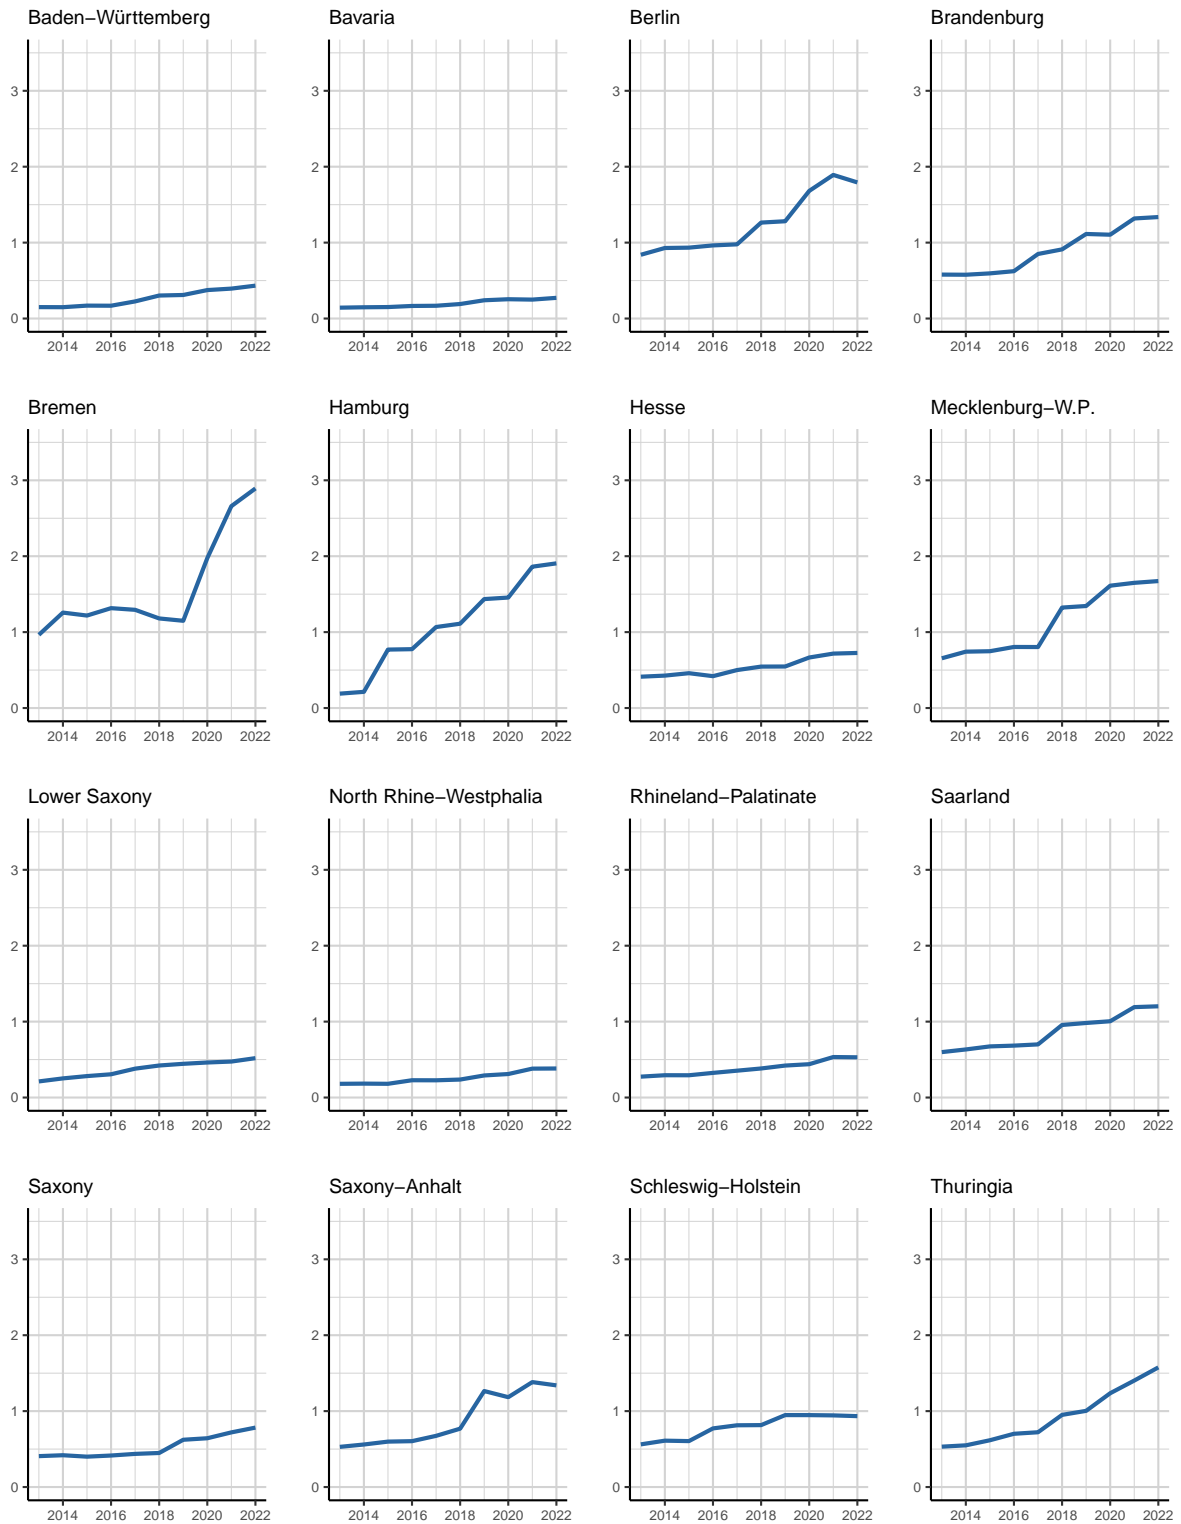 Baden−Württemberg Bavaria Berlin Brandenburg
3 3 3 3
2 2 2 2
1 1 1 1
0 0 0 0
2014 2016 2018 2020 2022 2014 2016 2018 2020 2022 2014 2016 2018 2020 2022 2014 2016 2018 2020 2022
Bremen Hamburg Hesse Mecklenburg−W.P.
3 3 3 3
2 2 2 2
1 1 1 1
0 0 0 0
2014 2016 2018 2020 2022 2014 2016 2018 2020 2022 2014 2016 2018 2020 2022 2014 2016 2018 2020 2022
Lower Saxony North Rhine−Westphalia Rhineland−Palatinate Saarland
3 3 3 3
2 2 2 2
1 1 1 1
0 0 0 0
2014 2016 2018 2020 2022 2014 2016 2018 2020 2022 2014 2016 2018 2020 2022 2014 2016 2018 2020 2022
Saxony Saxony−Anhalt Schleswig−Holstein Thuringia
3 3 3 3
2 2 2 2
1 1 1 1
0 0 0 0
2014 2016 2018 2020 2022 2014 2016 2018 2020 2022 2014 2016 2018 2020 2022 2014 2016 2018 2020 2022